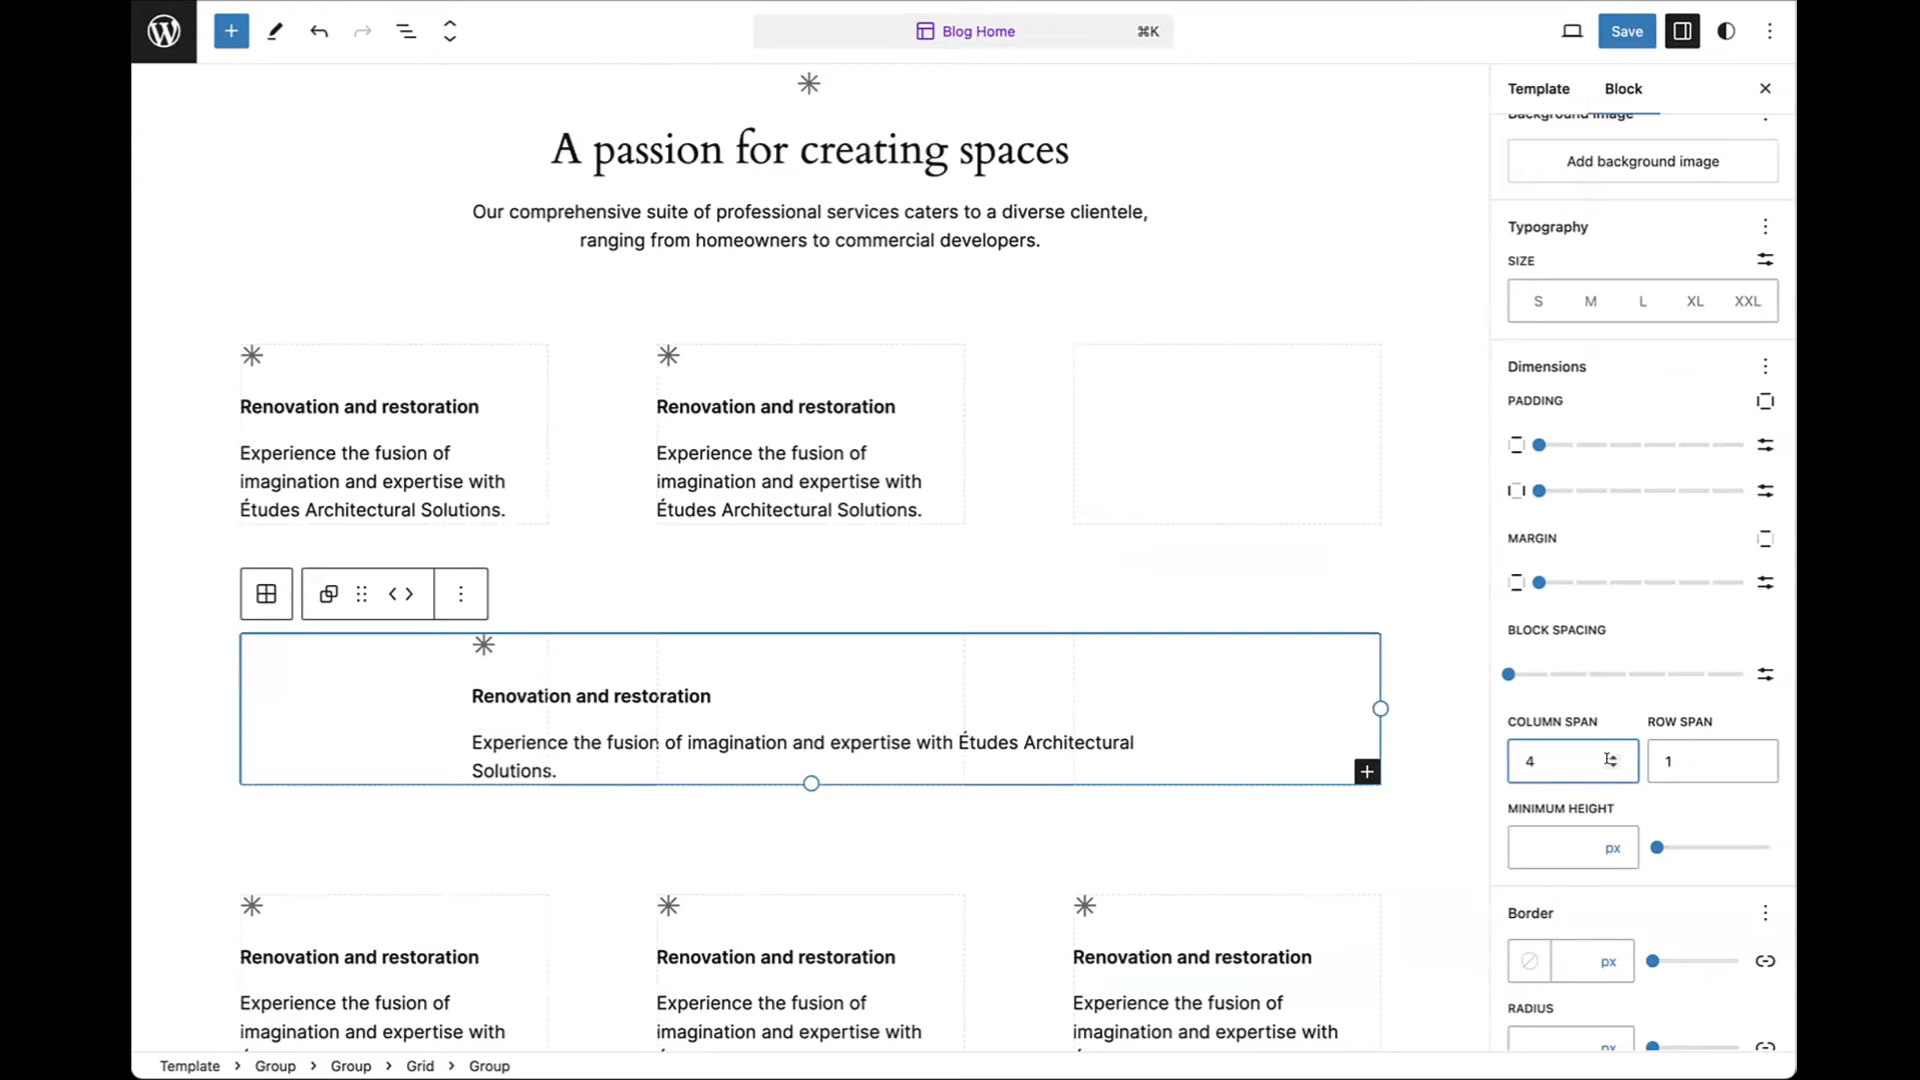 Blog Home
⌘K
Save
Template
Block
Background image
Add background image
Typography
SIZE
S M L XL XXL
Dimensions
PADDING
MARGIN
BLOCK SPACING
COLUMN SPAN
ROW SPAN
4
1
MINIMUM HEIGHT
px
Border
px
RADIUS
px
A passion for creating spaces
Our comprehensive suite of professional services caters to a diverse clientele,
ranging from homeowners to commercial developers.
Renovation and restoration
Experience the fusion of
imagination and expertise with
Études Architectural Solutions.
Renovation and restoration
Experience the fusion of
imagination and expertise with
Études Architectural Solutions.
Renovation and restoration
Experience the fusion of imagination and expertise with Études Architectural
Solutions.
Renovation and restoration
Experience the fusion of
imagination and expertise with
Renovation and restoration
Experience the fusion of
imagination and expertise with
Renovation and restoration
Experience the fusion of
imagination and expertise with
Template > Group > Group > Grid > Group